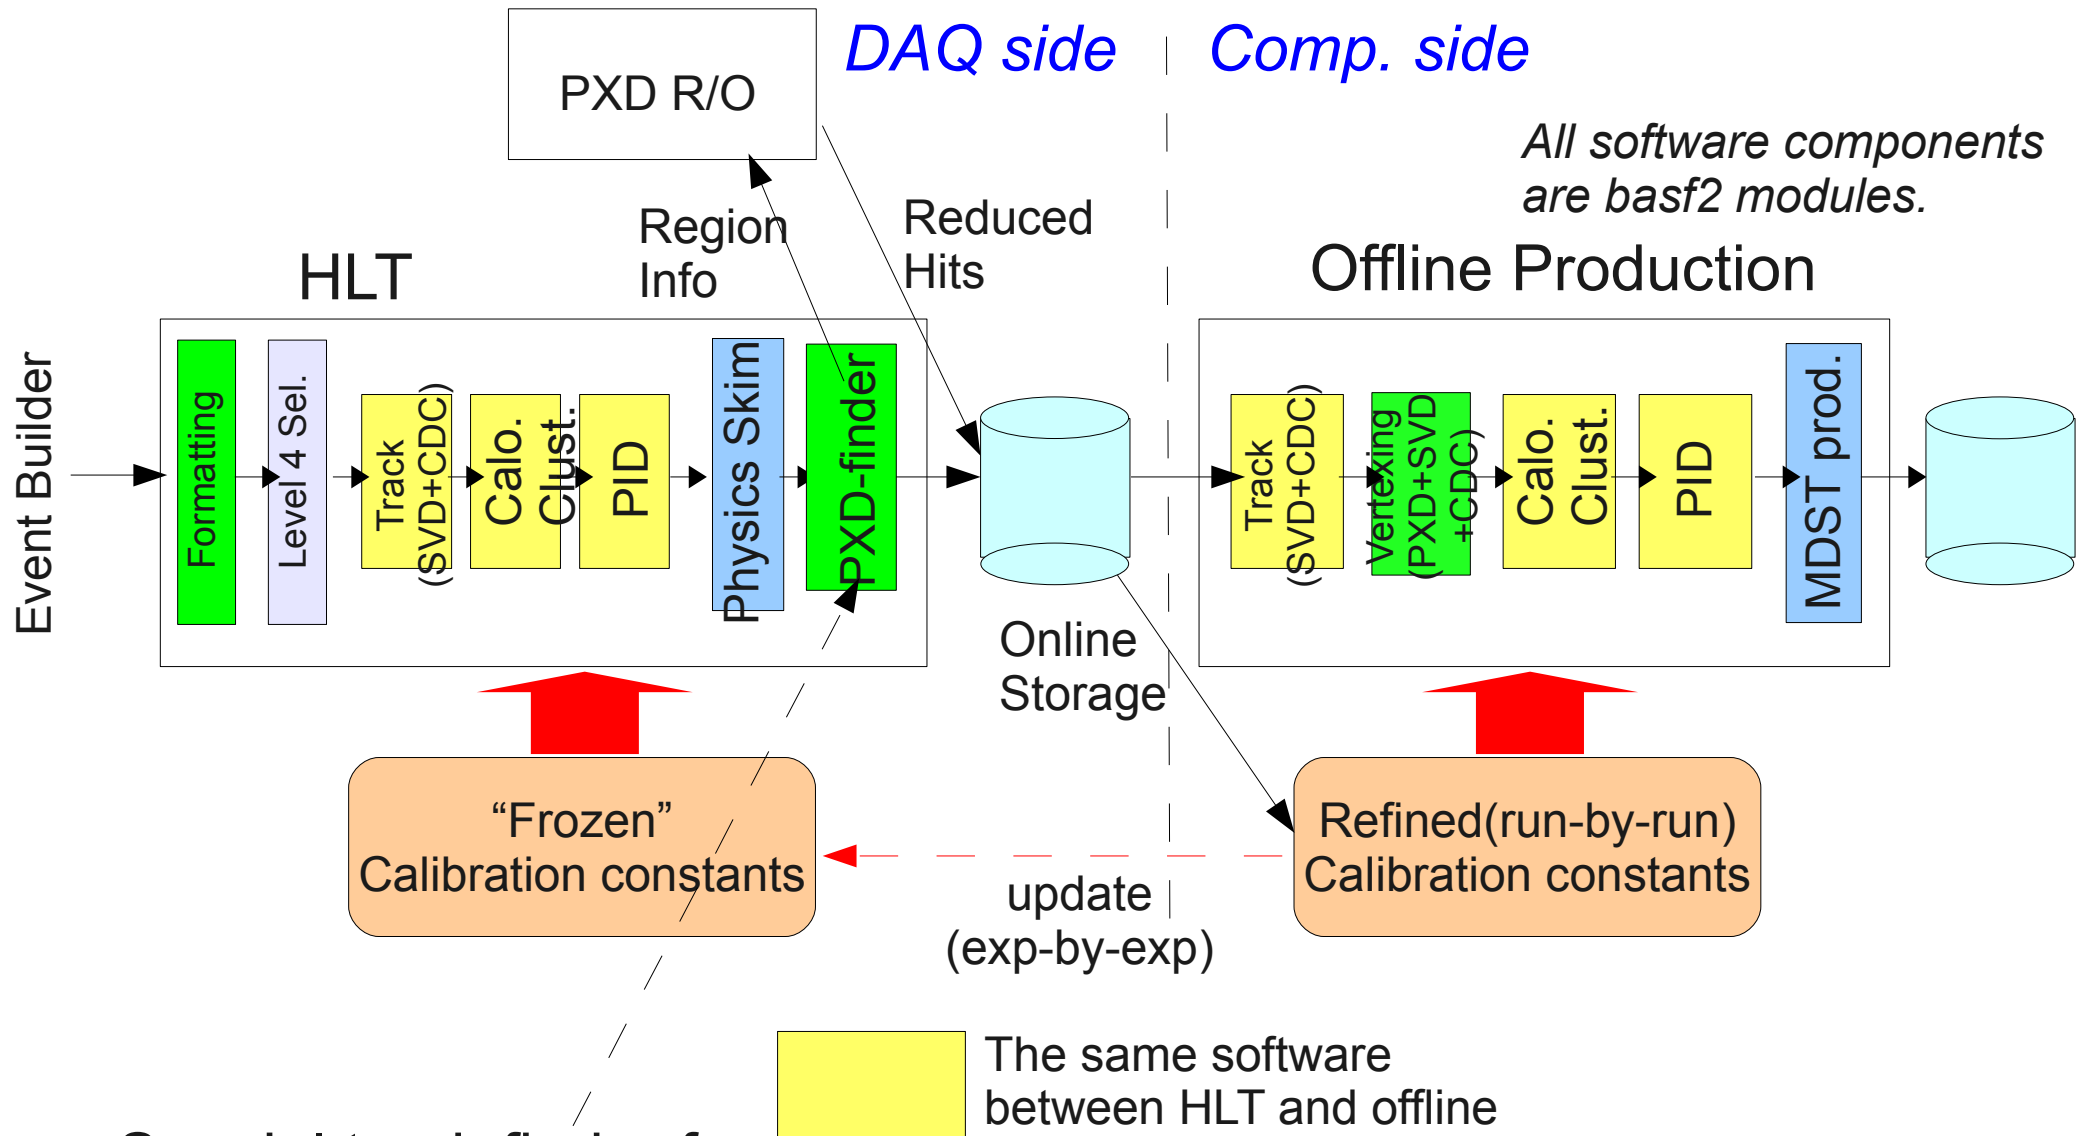 DAQ side
Comp. side
PXD R/O
All software components
are basf2 modules.
Region
Info
Reduced
Hits
HLT
Offline Production
Event Builder
Formatting
Level 4 Sel.
Track
(SVD+CDC)
Calo.
Clust.
PID
Physics Skim
PXD-finder
Track
(SVD+CDC)
Vertexing
(PXD+SVD
+CDC)
Calo.
Clust.
PID
MDST prod.
Online
Storage
“Frozen”
Calibration constants
Refined(run-by-run)
Calibration constants
update
(exp-by-exp)
The same software
between HLT and offline